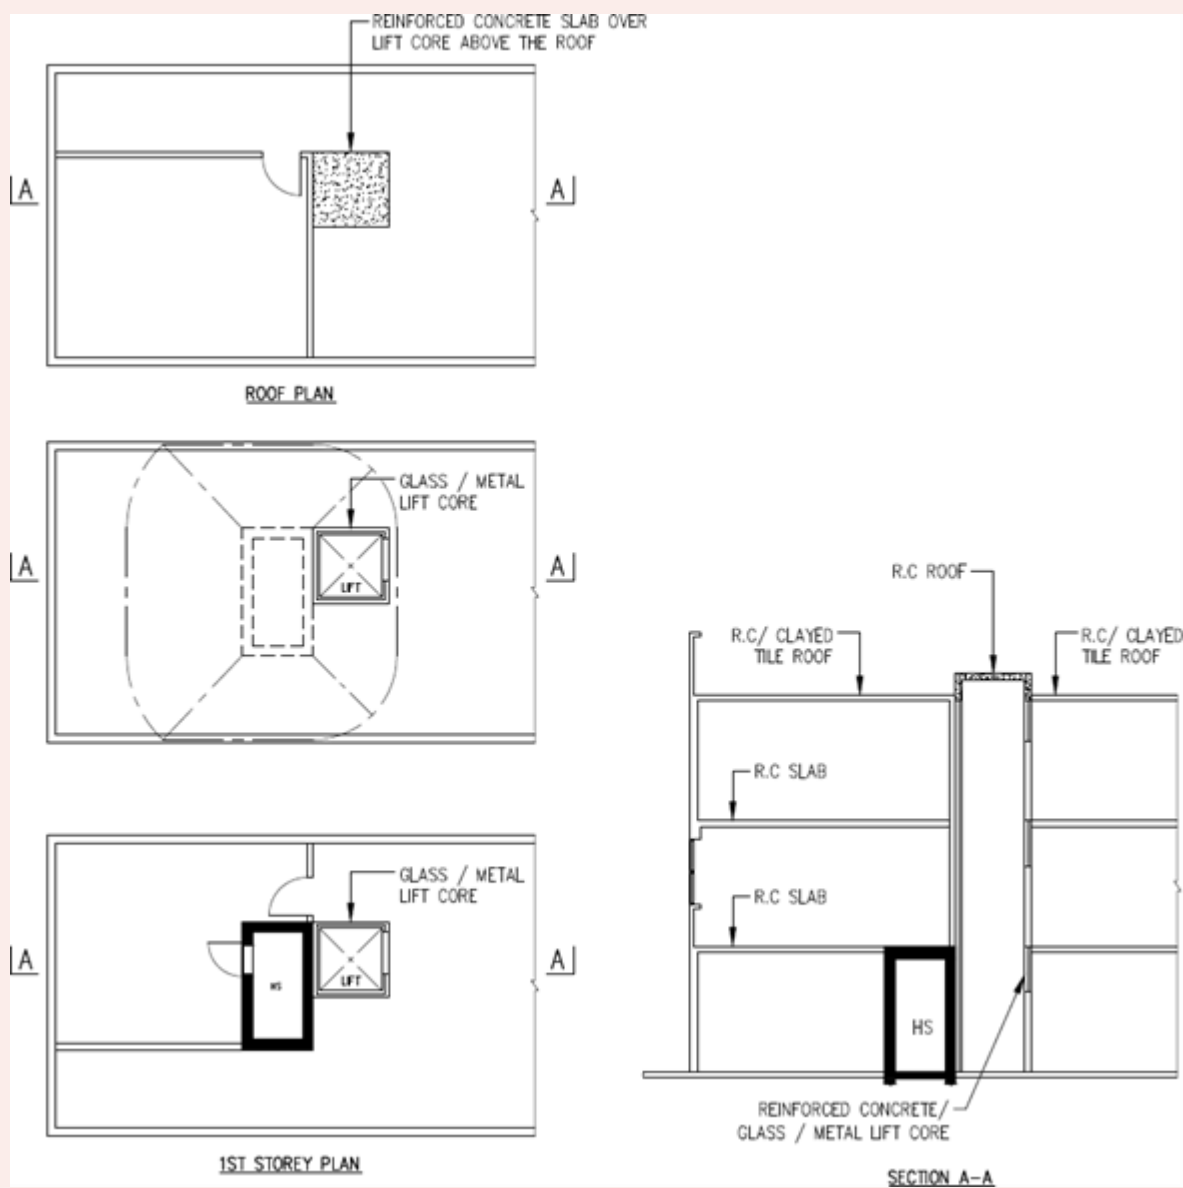 REINFORCED CONCRETE SLAB OVER
LIFT CORE ABOVE THE ROOF
A
A
ROOF PLAN
GLASS / METAL
LIFT CORE
A
A
LIFT
R.C ROOF
R.C/ CLAYED
TILE ROOF
R.C/ CLAYED
TILE ROOF
R.C SLAB
R.C SLAB
GLASS / METAL
LIFT CORE
A
A
HS
LIFT
HS
REINFORCED CONCRETE/
GLASS / METAL LIFT CORE
1ST STOREY PLAN
SECTION A-A